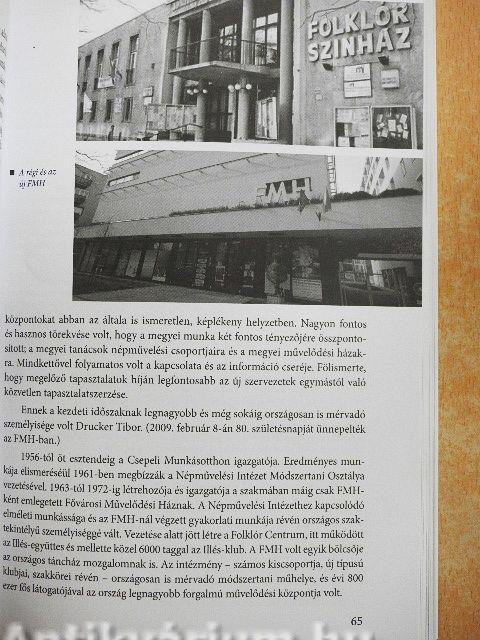 FOLKLÓR
SZÍNHÁZ
■ A régi és az
új FMH
FMH
központokat abban az általa is ismeretlen, képlékeny helyzetben. Nagyon fontos
és hasznos törekvése volt, hogy a megyei munka két fontos tényezőjére összponto-
sított; a megyei tanácsok népművelési csoportjaira és a megyei művelődési házak-
ra. Mindkettővel folyamatos volt a kapcsolata és az információ cseréje. Fölismerte,
hogy megelőző tapasztalatok híján legfontosabb az új szervezetek egymástól való
közvetlen tapasztalatszerzése.
Ennek a kezdeti időszaknak legnagyobb és még sokáig országosan is mérvadó
személyisége volt Drucker Tibor. (2009. február 8-án 80. születésnapját ünnepelték
az FMH-ban.)
1956-tól öt esztendeig a Csepeli Munkásotthon igazgatója. Eredményes mun-
kája elismeréséül 1961-ben megbízzák a Népművelési Intézet Módszertani Osztálya
vezetésével. 1963-tól 1972-ig létrehozója és igazgatója a szakmában máig csak FMH-
ként emlegetett Fővárosi Művelődési Háznak. A Népművelési Intézethez kapcsolódó
elméleti munkássága és az FMH-nál végzett gyakorlati munkája révén országos szak-
tekintélyű személyiséggé vált. Vezetése alatt jött létre a Folklór Centrum, itt működött
az Illés-együttes és mellette közel 6000 taggal az Illés-klub. A FMH volt egyik bölcsője
az országos táncház mozgalomnak is. Az intézmény – számos kiscsoportja, új típusú
klubjai, szakkörei révén – országosan is mérvadó módszertani műhelye, és évi 800
ezer fős látogatójával az ország legnagyobb forgalmú művelődési központja volt.
65
Antikvarium.hu